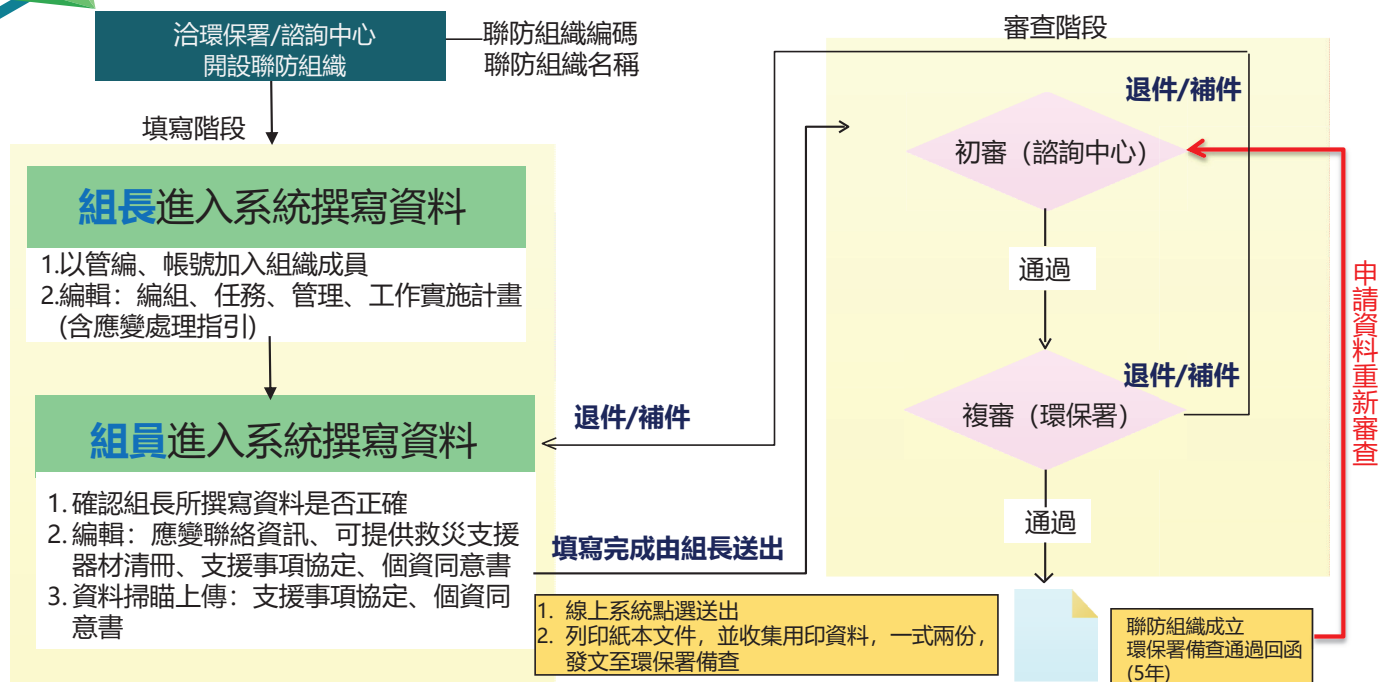 洽環保署/諮詢中心
開設聯防組織
聯防組織編碼
聯防組織名稱
填寫階段
組長進入系統撰寫資料
1.以管編、帳號加入組織成員
2.編輯：編組、任務、管理、工作實施計畫
(含應變處理指引)
組員進入系統撰寫資料
1. 確認組長所撰寫資料是否正確
2. 編輯：應變聯絡資訊、可提供救災支援
器材清冊、支援事項協定、個資同意書
3. 資料掃瞄上傳：支援事項協定、個資同
意書
退件/補件
填寫完成由組長送出
1. 線上系統點選送出
2. 列印紙本文件，並收集用印資料，一式兩份，
發文至環保署備查
審查階段
退件/補件
初審（諮詢中心）
通過
退件/補件
複審（環保署）
通過
聯防組織成立
環保署備查通過回函
(5年)
申請資料重新審查